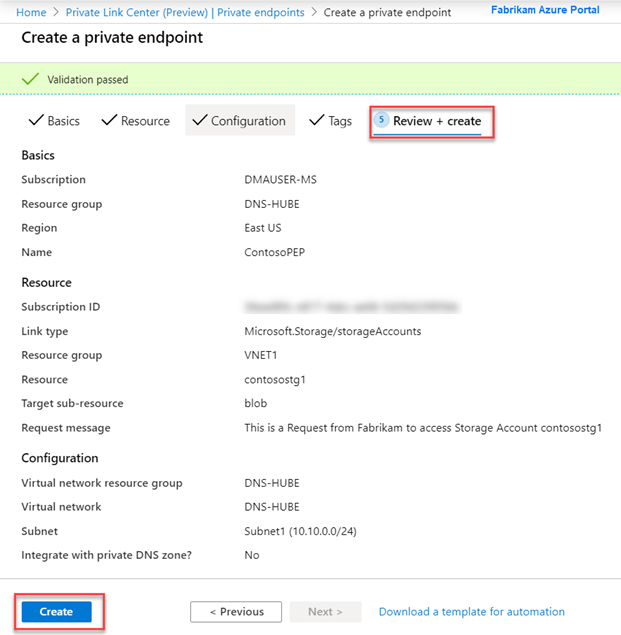 Home > Private Link Center (Preview) | Private endpoints > Create a private endpoint
Fabrikam Azure Portal
Create a private endpoint
Validation passed
Basics Resource Configuration Tags 5 Review + create
Basics
Subscription DMAUSER-MS
Resource group DNS-HUBE
Region East US
Name ContosoPEP
Resource
Subscription ID
Link type Microsoft.Storage/storageAccounts
Resource group VNET1
Resource contosostg1
Target sub-resource blob
Request message This is a Request from Fabrikam to access Storage Account contosostg1
Configuration
Virtual network resource group DNS-HUBE
Virtual network DNS-HUBE
Subnet Subnet1 (10.10.0.0/24)
Integrate with private DNS zone? No
Create < Previous Next > Download a template for automation